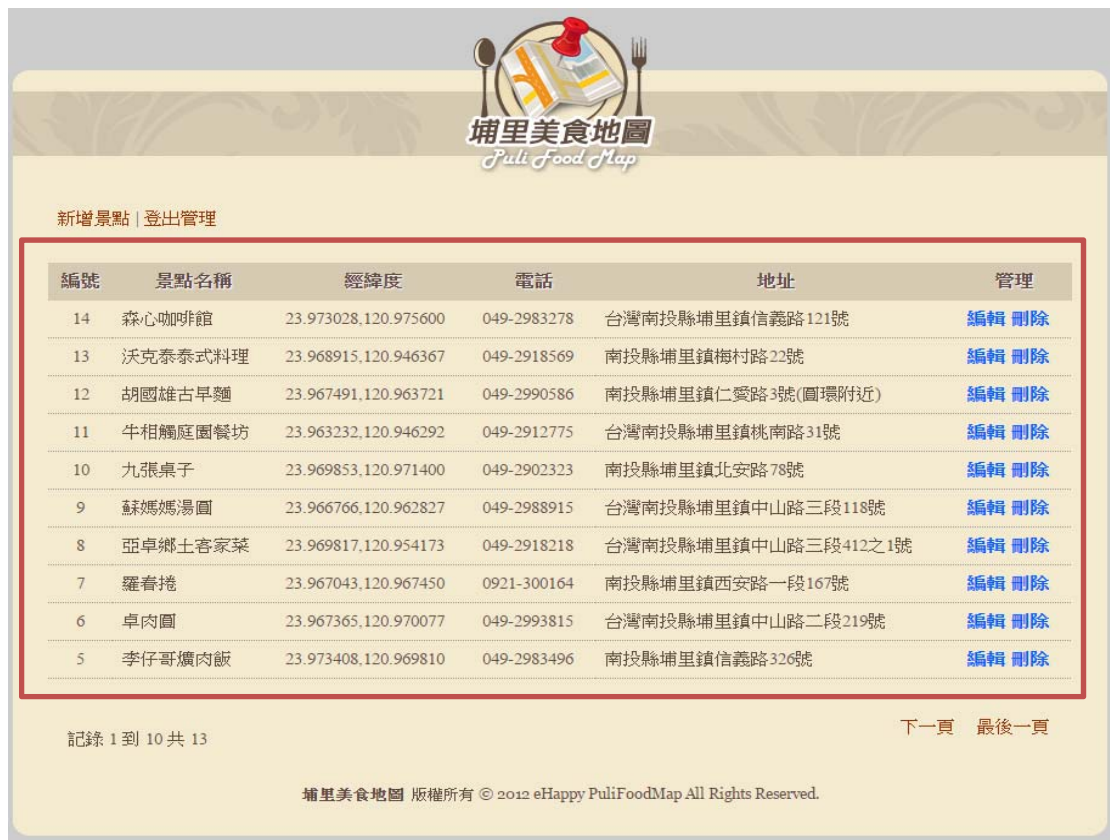 埔里美食地圖
Puli Food Map
新增景點 | 登出管理
編號 景點名稱 經緯度 電話 地址 管理
14 森心咖啡館 23.973028,120.975600 049-2983278 台灣南投縣埔里鎮信義路121號 編輯 刪除
13 沃克泰泰式料理 23.968915,120.946367 049-2918569 南投縣埔里鎮梅村路22號 編輯 刪除
12 胡國雄古早麵 23.967491,120.963721 049-2990586 南投縣埔里鎮仁愛路3號(圓環附近) 編輯 刪除
11 牛相觸庭園餐坊 23.963232,120.946292 049-2912775 台灣南投縣埔里鎮桃南路31號 編輯 刪除
10 九張桌子 23.969853,120.971400 049-2902323 南投縣埔里鎮北安路78號 編輯 刪除
9 蘇媽媽湯圓 23.966766,120.962827 049-2988915 台灣南投縣埔里鎮中山路三段118號 編輯 刪除
8 亞卓鄉土客家菜 23.969817,120.954173 049-2918218 台灣南投縣埔里鎮中山路三段412之1號 編輯 刪除
7 羅春捲 23.967043,120.967450 0921-300164 南投縣埔里鎮西安路一段167號 編輯 刪除
6 卓肉圓 23.967365,120.970077 049-2993815 台灣南投縣埔里鎮中山路二段219號 編輯 刪除
5 李仔哥爌肉飯 23.973408,120.969810 049-2983496 南投縣埔里鎮信義路326號 編輯 刪除
下一頁 最後一頁
記錄 1 到 10 共 13
埔里美食地圖 版權所有 © 2012 eHappy PuliFoodMap All Rights Reserved.